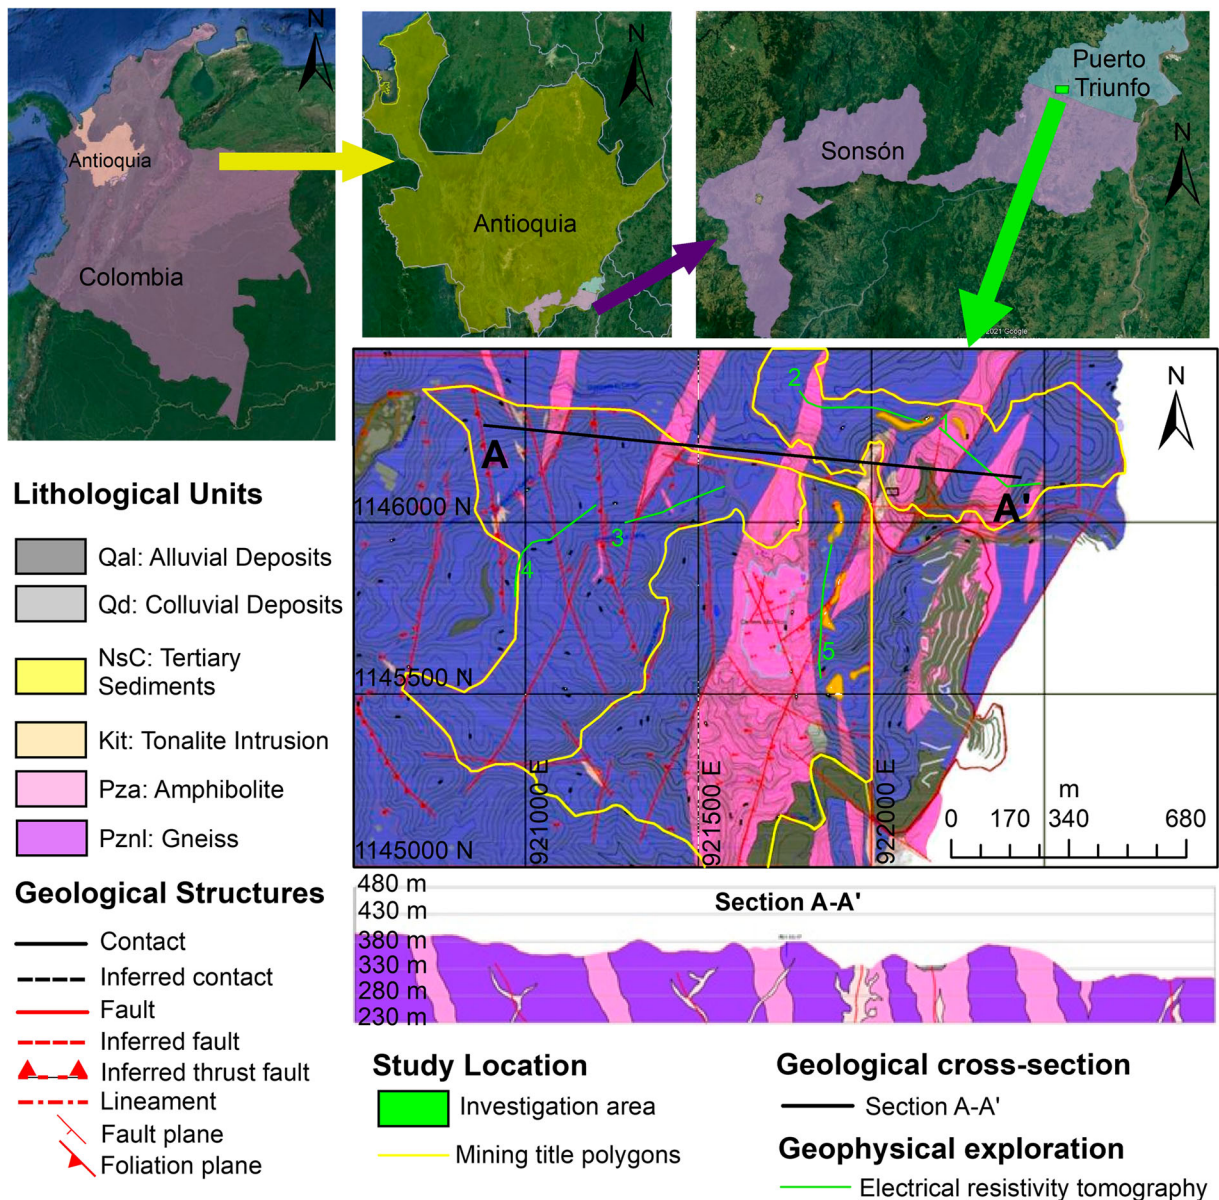 N
Antioquia
Colombia
N
Antioquia
Puerto
Triunfo
Sonsón
N
2021 Google
N
2
1
A
A'
1146000 N
3
4
5
1145500 N
921000 E
921500 E
922000 E
1145000 N
m
0 170 340 680
Lithological Units
Qal: Alluvial Deposits
Qd: Colluvial Deposits
NsC: Tertiary
Sediments
Kit: Tonalite Intrusion
Pza: Amphibolite
Pznl: Gneiss
Geological Structures
Contact
Inferred contact
Fault
Inferred fault
Inferred thrust fault
Lineament
Fault plane
Foliation plane
Section A-A'
480 m
430 m
380 m
330 m
280 m
230 m
Study Location
Investigation area
Mining title polygons
Geological cross-section
Section A-A'
Geophysical exploration
Electrical resistivity tomography